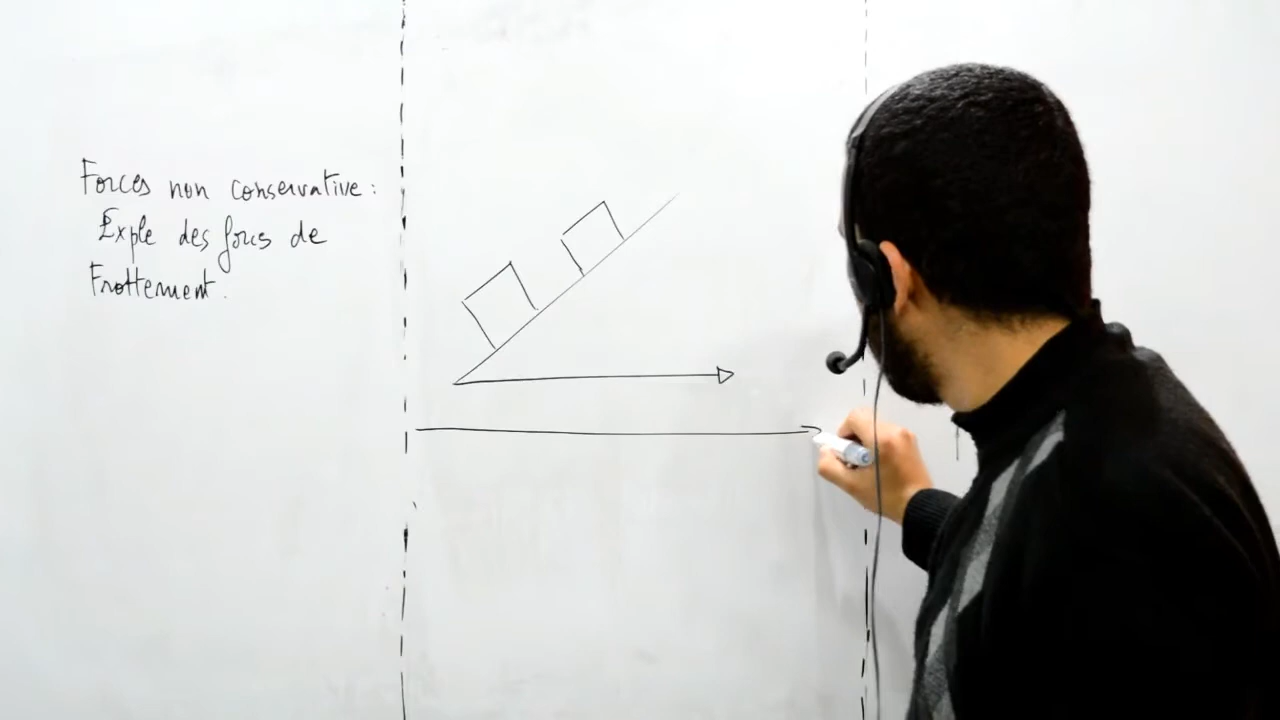 Forces non conservative :
Exple des forces de
Frottement.